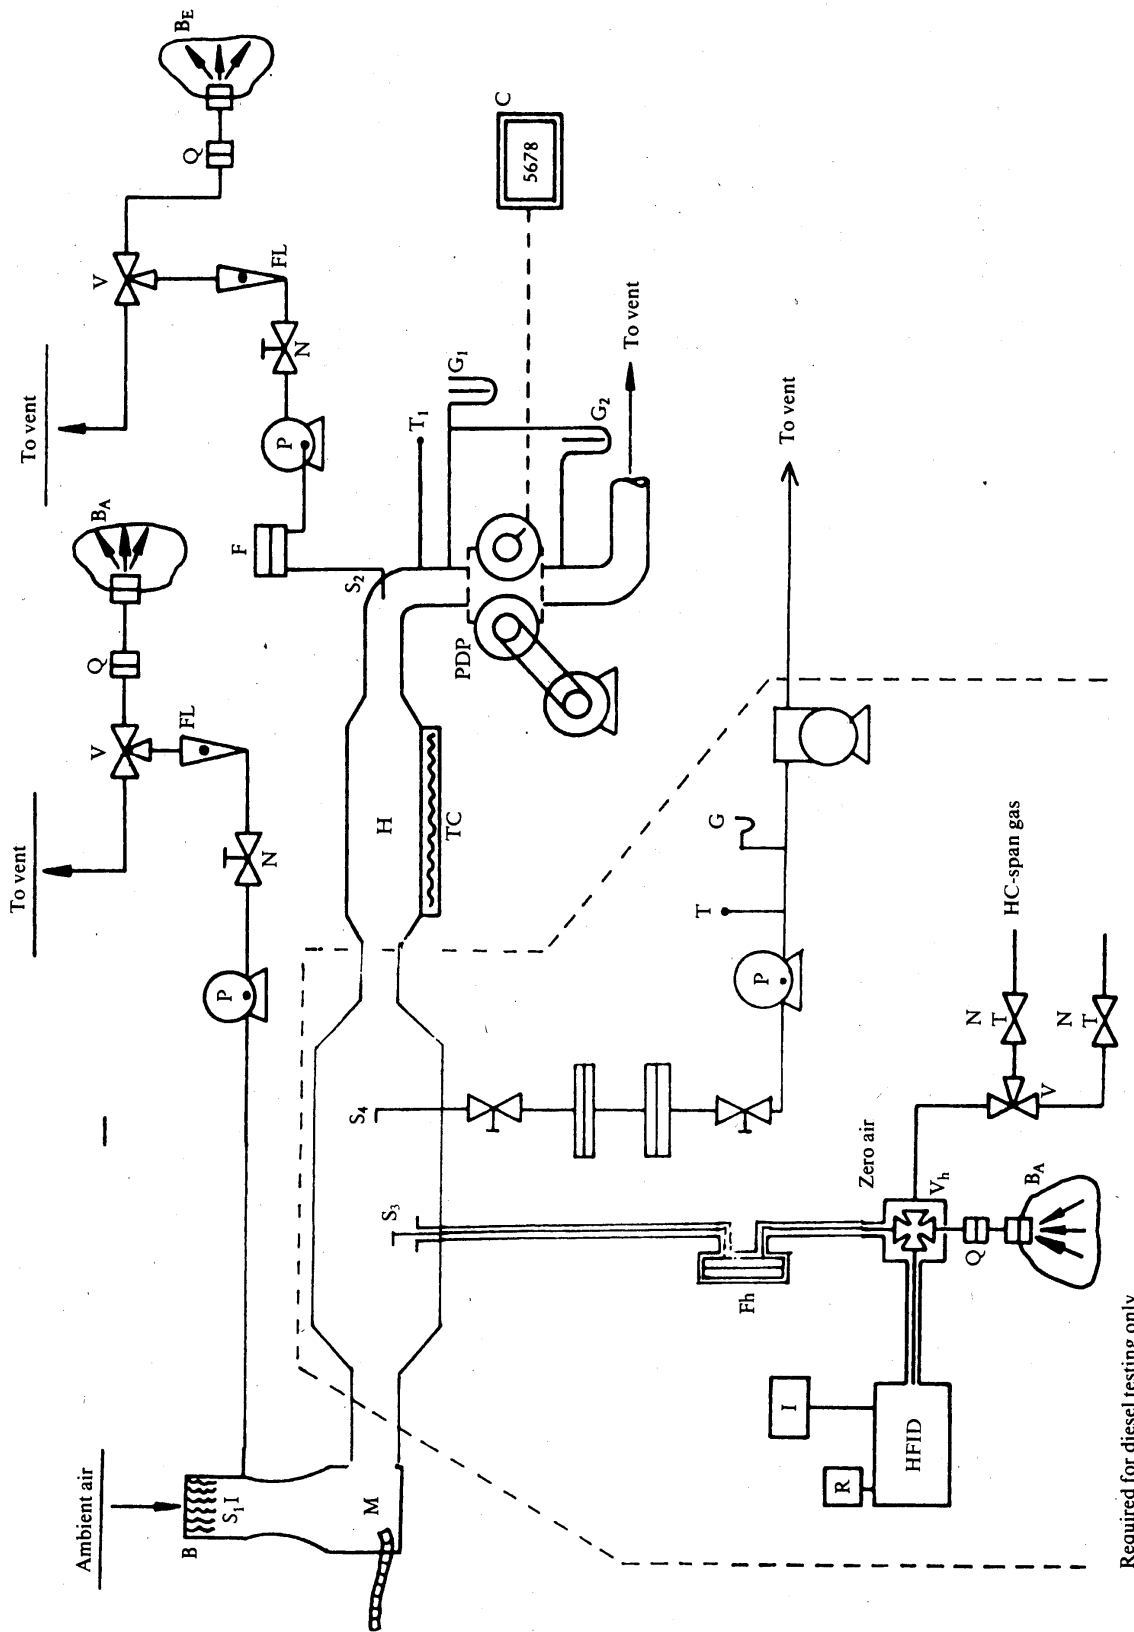 Ambient air
B
S1 I
M
To vent
V
FL
Q
BA
N
P
To vent
V
FL
Q
BE
N
P
F
S2
T1
G1
G2
C
5678
PDP
To vent
H
TC
S4
S3
To vent
G
T
P
Fh
Zero air
Vh
V
N
T
HC-span gas
N
T
Q
BA
I
R
HFID
Required for diesel testing only